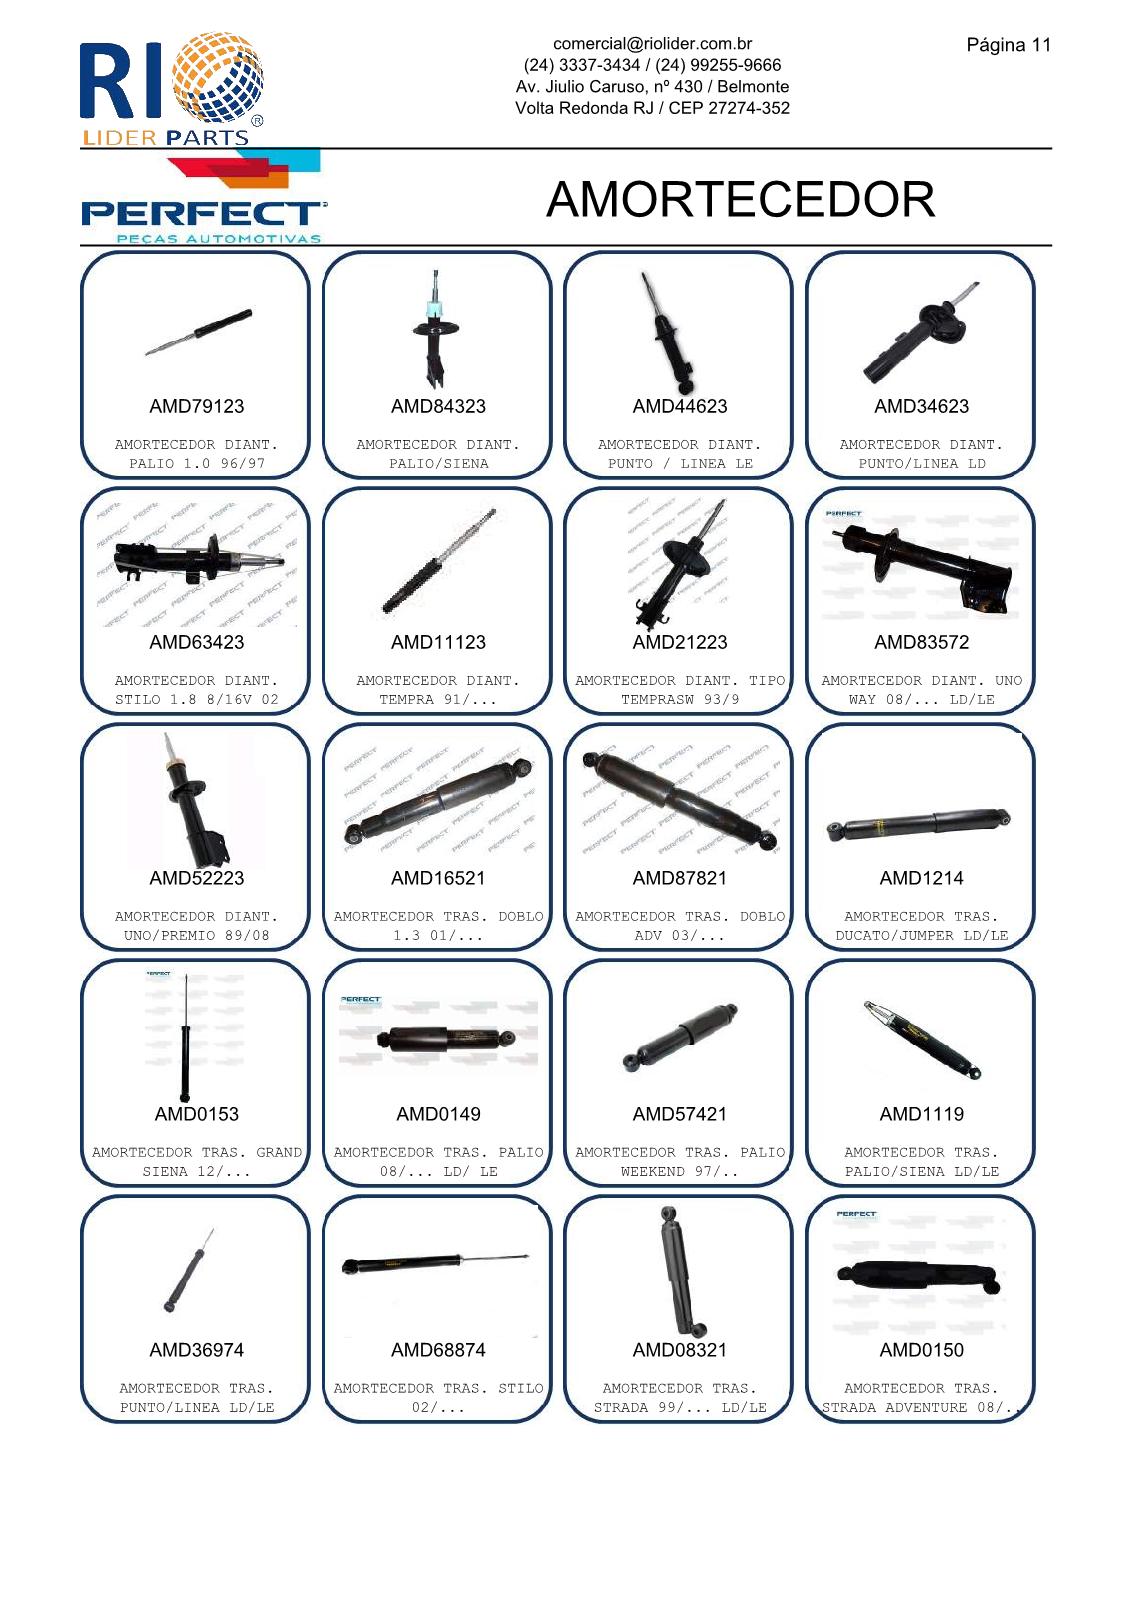 RIO
LIDER PARTS
®
comercial@riolider.com.br
(24) 3337-3434 / (24) 99255-9666
Av. Jiulio Caruso, nº 430 / Belmonte
Volta Redonda RJ / CEP 27274-352
Página 11
PERFECT
PEÇAS AUTOMOTIVAS
AMORTECEDOR
AMD79123
AMORTECEDOR DIANT.
PALIO 1.0 96/97
AMD84323
AMORTECEDOR DIANT.
PALIO/SIENA
AMD44623
AMORTECEDOR DIANT.
PUNTO / LINEA LE
AMD34623
AMORTECEDOR DIANT.
PUNTO/LINEA LD
AMD63423
AMORTECEDOR DIANT.
STILO 1.8 8/16V 02
AMD11123
AMORTECEDOR DIANT.
TEMPRA 91/...
AMD21223
AMORTECEDOR DIANT. TIPO
TEMPRASW 93/9
PERFECT
AMD83572
AMORTECEDOR DIANT. UNO
WAY 08/... LD/LE
AMD52223
AMORTECEDOR DIANT.
UNO/PREMIO 89/08
AMD16521
AMORTECEDOR TRAS. DOBLO
1.3 01/...
AMD87821
AMORTECEDOR TRAS. DOBLO
ADV 03/...
AMD1214
AMORTECEDOR TRAS.
DUCATO/JUMPER LD/LE
PERFECT
AMD0153
AMORTECEDOR TRAS. GRAND
SIENA 12/...
PERFECT
AMD0149
AMORTECEDOR TRAS. PALIO
08/... LD/ LE
AMD57421
AMORTECEDOR TRAS. PALIO
WEEKEND 97/..
AMD1119
AMORTECEDOR TRAS.
PALIO/SIENA LD/LE
AMD36974
AMORTECEDOR TRAS.
PUNTO/LINEA LD/LE
AMD68874
AMORTECEDOR TRAS. STILO
02/...
AMD08321
AMORTECEDOR TRAS.
STRADA 99/... LD/LE
PERFECT
AMD0150
AMORTECEDOR TRAS.
STRADA ADVENTURE 08/..